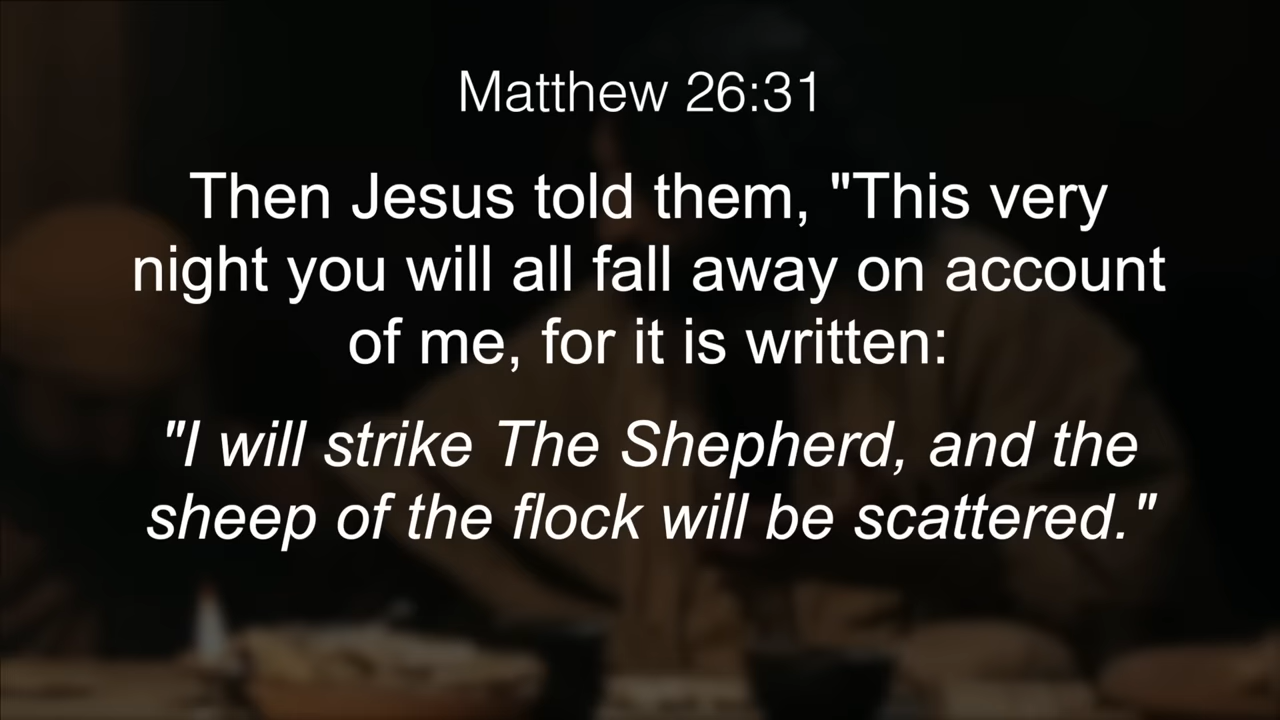 Matthew 26:31
Then Jesus told them, "This very
night you will all fall away on account
of me, for it is written:
"I will strike The Shepherd, and the
sheep of the flock will be scattered."